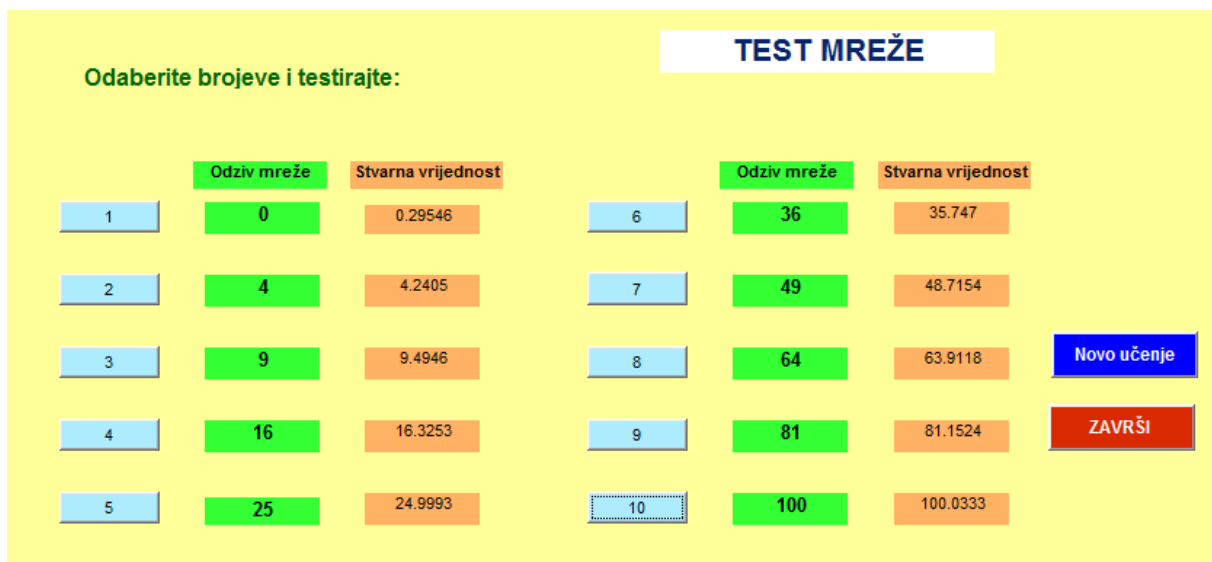 TEST MREŽE
Odaberite brojeve i testirajte:
Odziv mreže Stvarna vrijednost Odziv mreže Stvarna vrijednost
1 0 0.29546 6 36 35.747
2 4 4.2405 7 49 48.7154
3 9 9.4946 8 64 63.9118 Novo učenje
4 16 16.3253 9 81 81.1524 ZAVRŠI
5 25 24.9993 10 100 100.0333